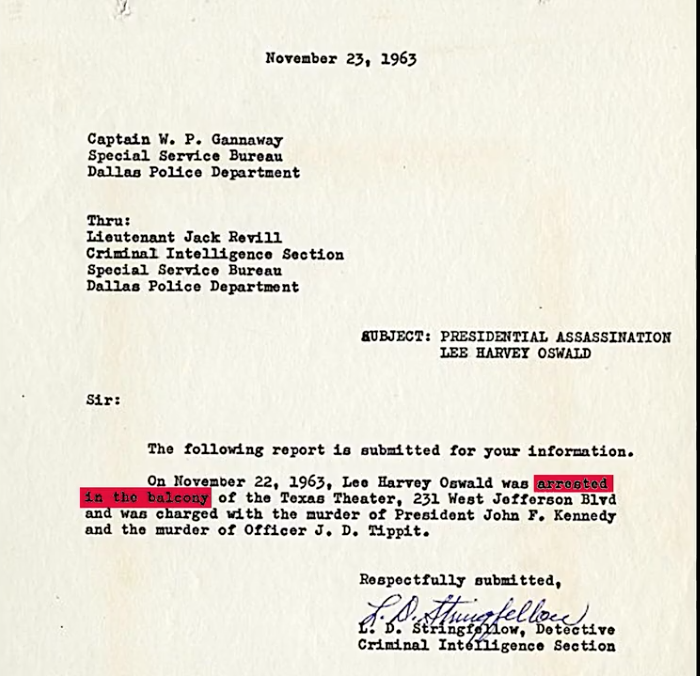 November 23, 1963
Captain W. P. Gannaway
Special Service Bureau
Dallas Police Department
Thru:
Lieutenant Jack Revill
Criminal Intelligence Section
Special Service Bureau
Dallas Police Department
SUBJECT: PRESIDENTIAL ASSASSINATION
LEE HARVEY OSWALD
Sir:
The following report is submitted for your information.
On November 22, 1963, Lee Harvey Oswald was arrested
in the balcony of the Texas Theater, 231 West Jefferson Blvd
and was charged with the murder of President John F. Kennedy
and the murder of Officer J. D. Tippit.
Respectfully submitted,
L. D. Stringfellow
L. D. Stringfellow, Detective
Criminal Intelligence Section